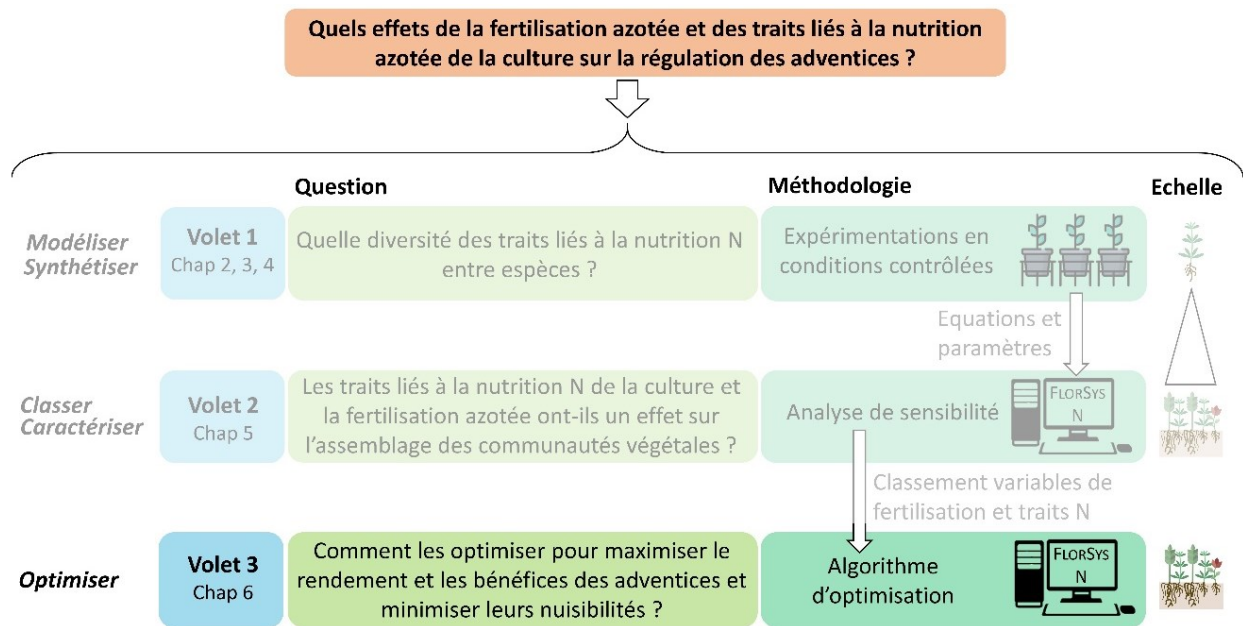 Quels effets de la fertilisation azotée et des traits liés à la nutrition
azotée de la culture sur la régulation des adventices ?
Question
Méthodologie
Echelle
Modéliser
Synthétiser
Volet 1
Chap 2, 3, 4
Quelle diversité des traits liés à la nutrition N
entre espèces ?
Expérimentations en
conditions contrôlées
Equations et
paramètres
Classer
Caractériser
Volet 2
Chap 5
Les traits liés à la nutrition N de la culture et
la fertilisation azotée ont-ils un effet sur
l'assemblage des communautés végétales ?
Analyse de sensibilité
FLORSYS
N
Classement variables de
fertilisation et traits N
Optimiser
Volet 3
Chap 6
Comment les optimiser pour maximiser le
rendement et les bénéfices des adventices et
minimiser leurs nuisibilités ?
Algorithme
d'optimisation
FLORSYS
N